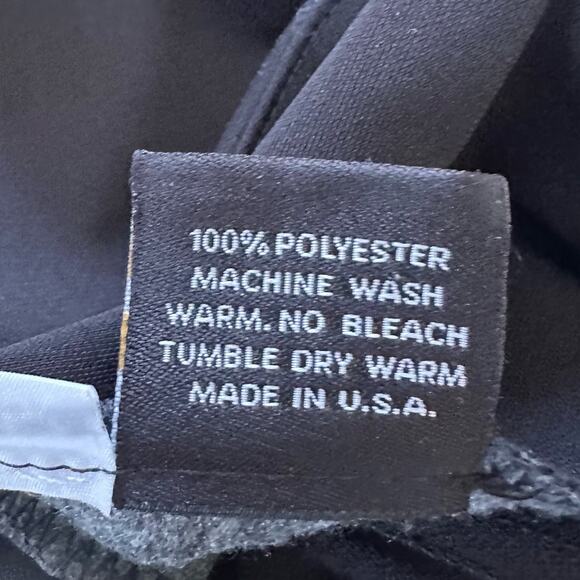 100% POLYESTER
MACHINE WASH
WARM. NO BLEACH
TUMBLE DRY WARM
MADE IN U.S.A.